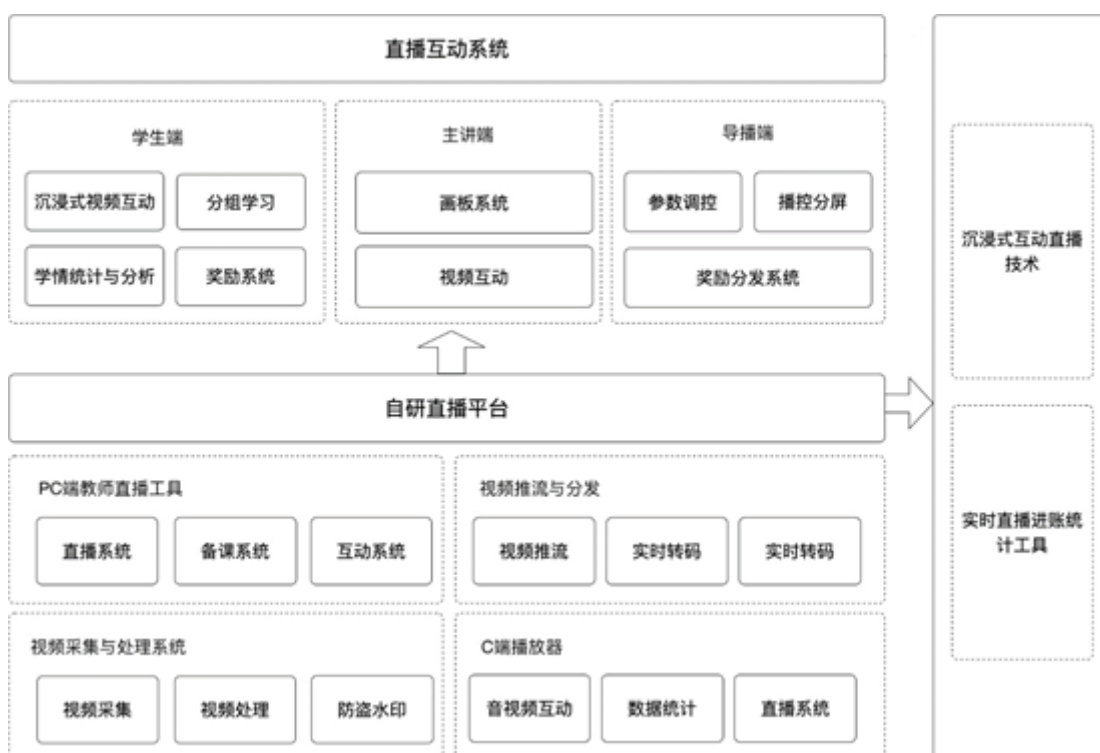 直播互动系统
学生端
沉浸式视频互动
分组学习
学情统计与分析
奖励系统
主讲端
画板系统
视频互动
导播端
参数调控
播控分屏
奖励分发系统
自研直播平台
PC端教师直播工具
直播系统
备课系统
互动系统
视频推流与分发
视频推流
实时转码
实时转码
视频采集与处理系统
视频采集
视频处理
防盗水印
C端播放器
音视频互动
数据统计
直播系统
沉浸式互动直播
技术
实时直播进账统
计工具